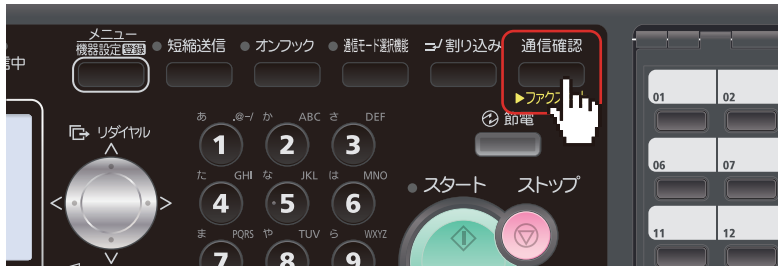 メニュー
機器設定 登録
短縮送信
オンフック
通信モード選択機能
割り込み
通信確認
信中
▶ファクス
節電
リダイヤル
あ .@-/
か ABC
さ DEF
1
2
3
た GHI
な JKL
は MNO
4
5
6
ま PQRS
や TUV
ら WXYZ
7
8
9
スタート
ストップ
01
02
06
07
11
12